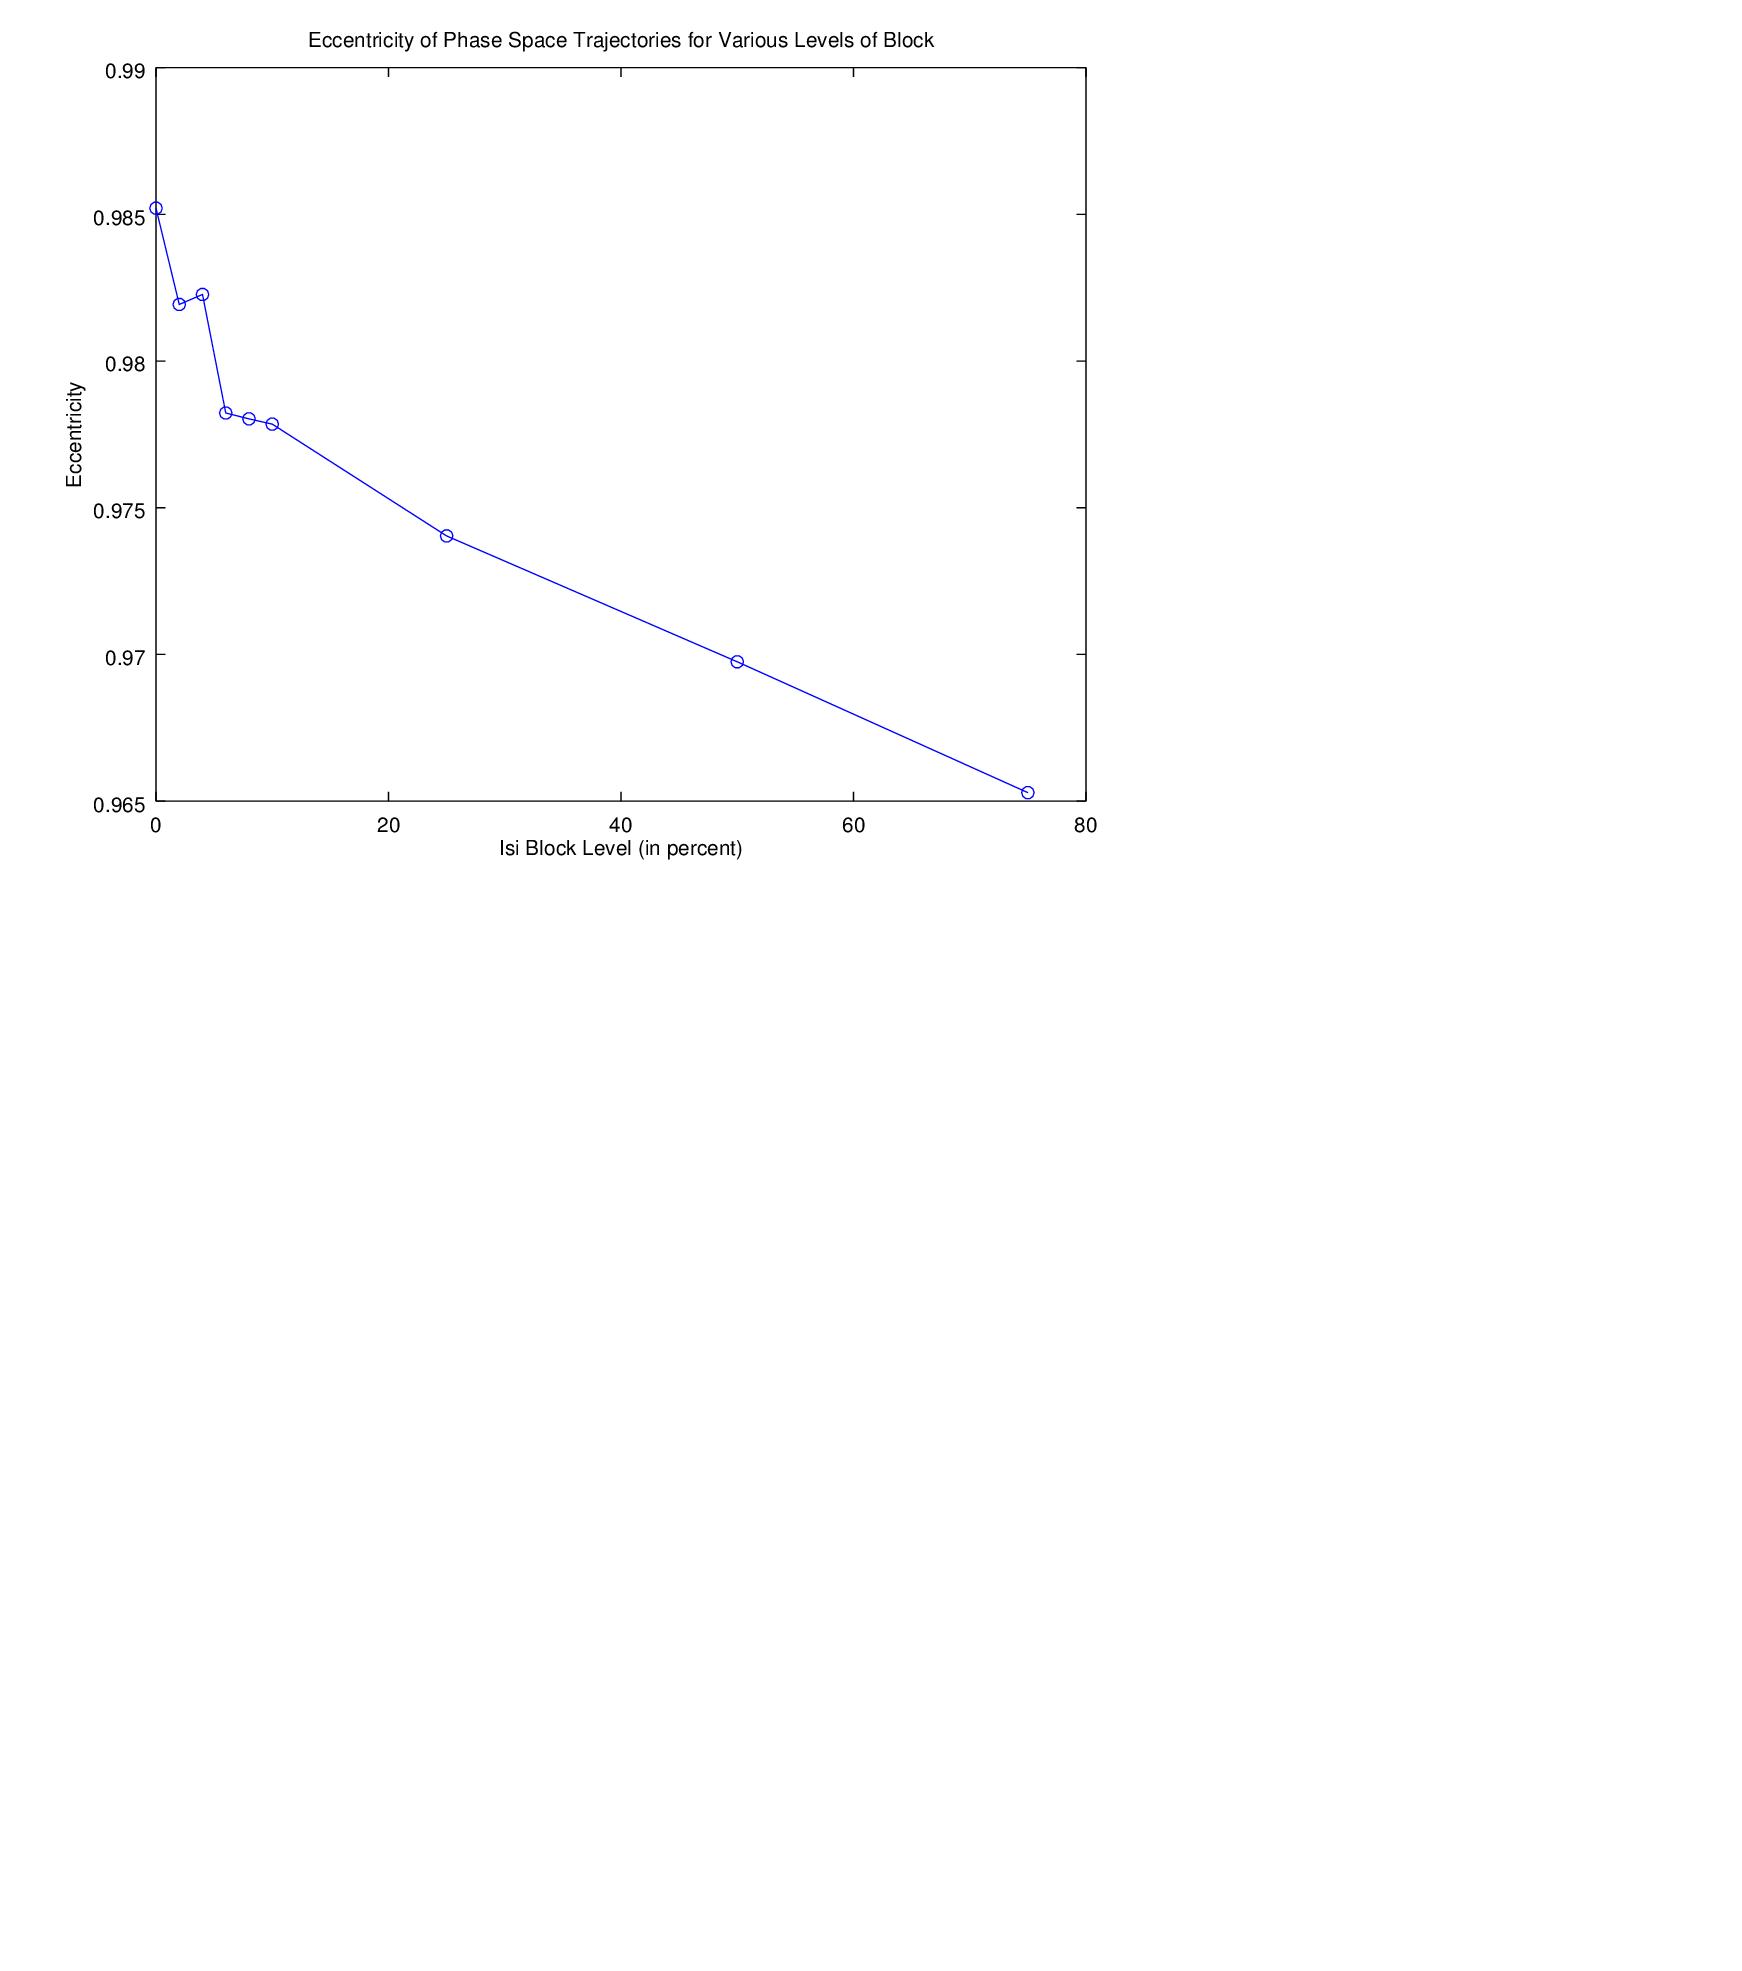 Eccentricity of Phase Space Trajectories for Various Levels of Block
0.99
0.985
0.98
0.975
0.97
0.965
Eccentricity
0 20 40 60 80
Isi Block Level (in percent)